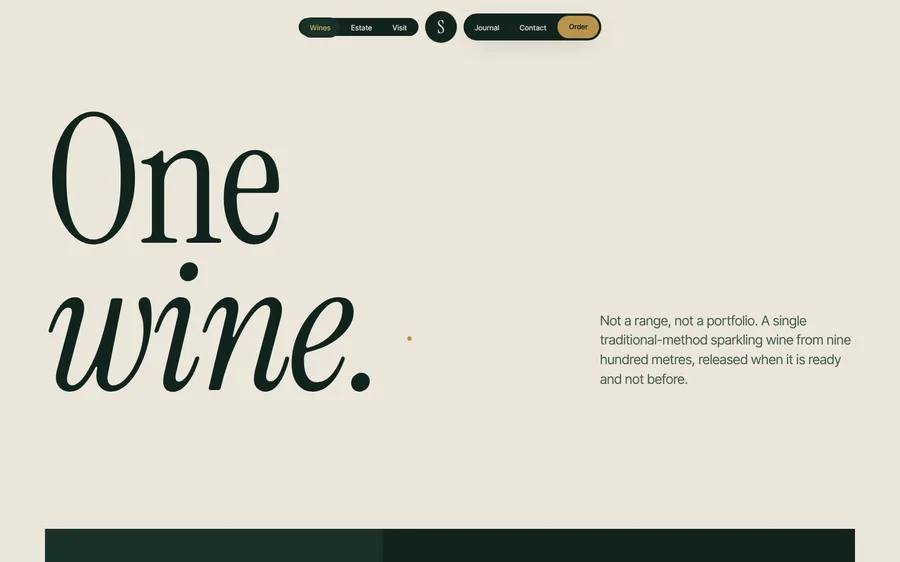 Wines Estate Visit S Journal Contact Order
One
wine.
Not a range, not a portfolio. A single
traditional-method sparkling wine from nine
hundred metres, released when it is ready
and not before.